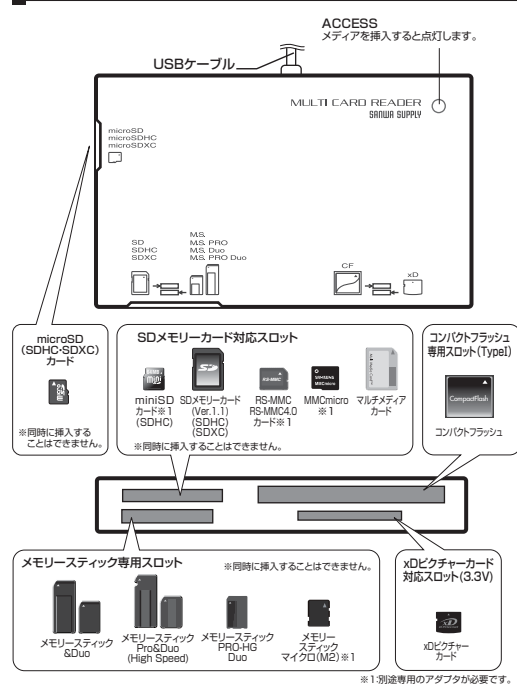 ACCESS
メディアを挿入すると点灯します。
USBケーブル
MULTI CARD READER
SANWA SUPPLY
microSD
microSDHC
microSDXC
SD
SDHC
SDXC
M.S.
M.S. PRO
M.S. Duo
M.S. PRO Duo
CF
xD
microSD
(SDHC・SDXC)
カード
※同時に挿入する
ことはできません。
SDメモリーカード対応スロット
mini
miniSD
カード※1
(SDHC)
SD
SDメモリーカード
(Ver.1.1)
(SDHC)
(SDXC)
RS-MMC
RS-MMC
RS-MMC4.0
カード※1
SAMSUNG
MMCmicro
MMCmicro
※1
マルチメディア
カード
※同時に挿入することはできません。
コンパクトフラッシュ
専用スロット(TypeI)
CompactFlash
コンパクトフラッシュ
メモリースティック専用スロット
※同時に挿入することはできません。
メモリースティック
&Duo
メモリースティック
Pro&Duo
(High Speed)
メモリースティック
PRO-HG
Duo
メモリー
スティック
マイクロ(M2)※1
xDピクチャーカード
対応スロット(3.3V)
xD
xDピクチャー
カード
※1:別途専用のアダプタが必要です。